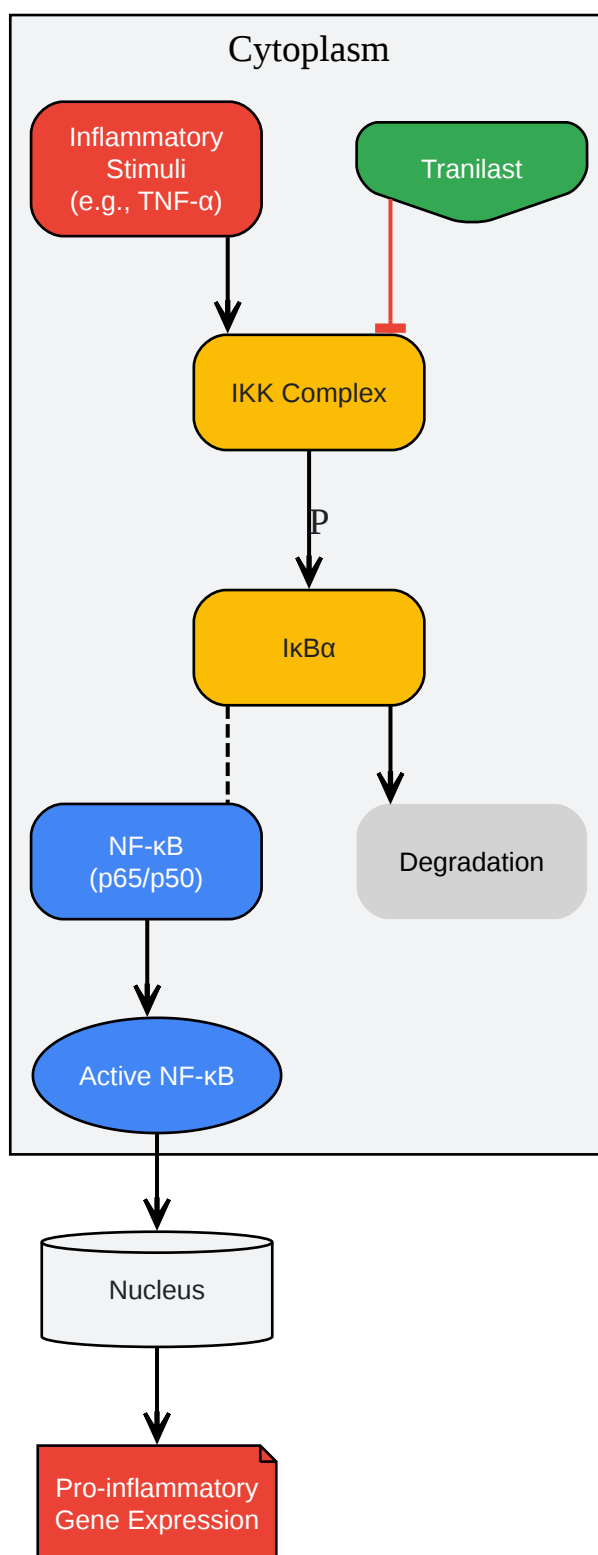 Cytoplasm
Inflammatory
Stimuli
(e.g., TNF-α)
Tranilast
IKK Complex
P
IκBα
NF-κB
(p65/p50)
Degradation
Active NF-κB
Nucleus
Pro-inflammatory
Gene Expression